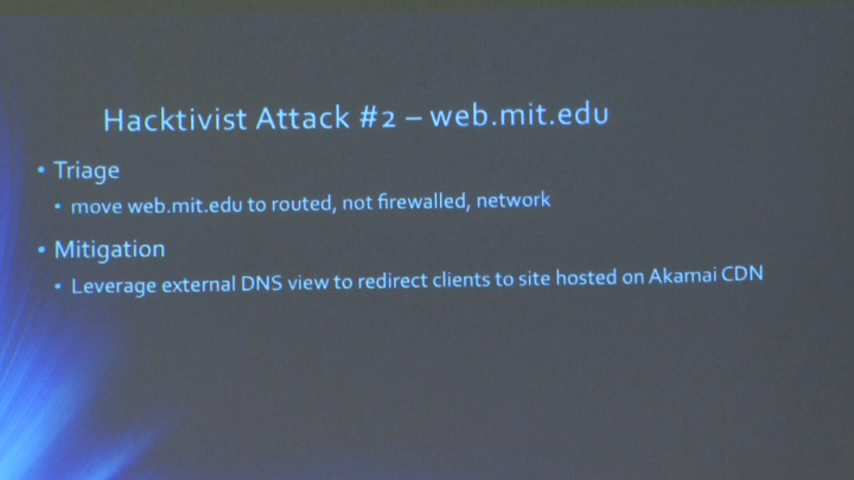 Hacktivist Attack #2 – web.mit.edu
• Triage
• move web.mit.edu to routed, not firewalled, network
• Mitigation
• Leverage external DNS view to redirect clients to site hosted on Akamai CDN